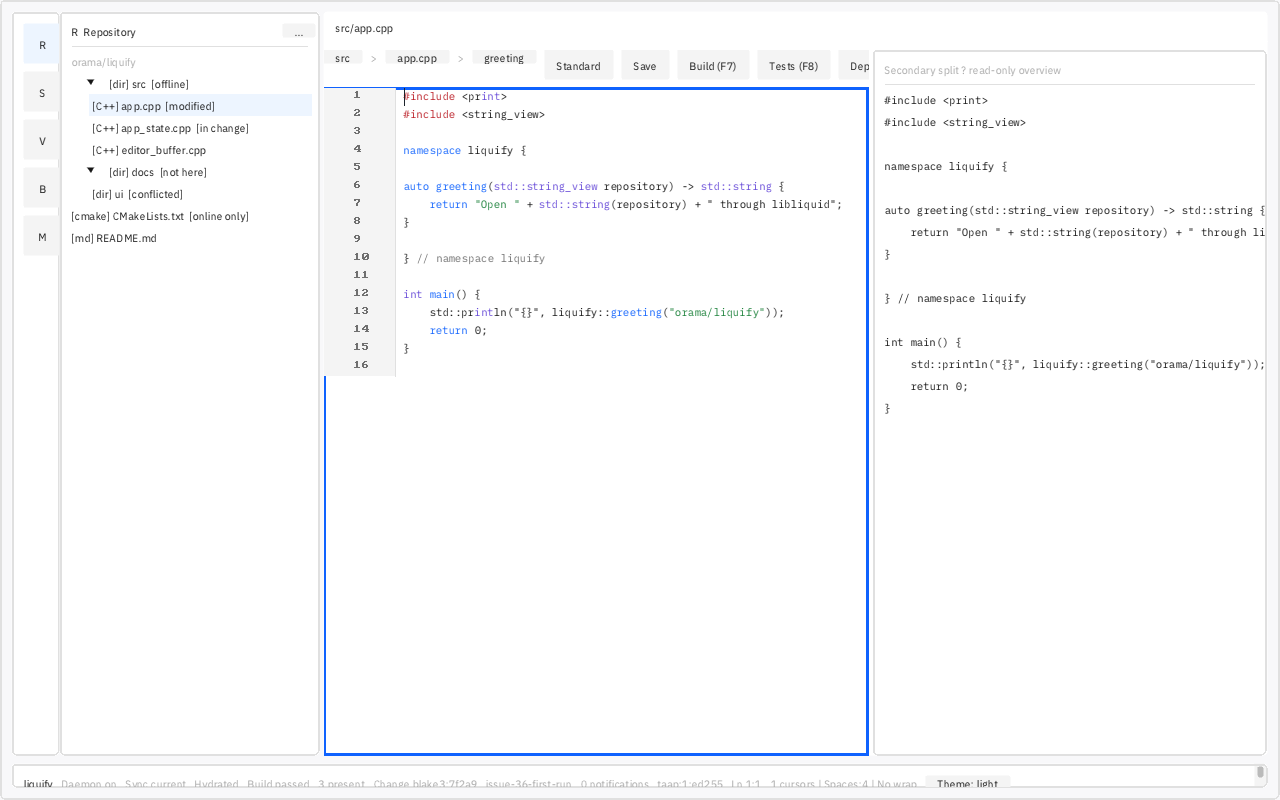 R
S
V
B
M
R Repository
...
orama/liquify
[dir] src [offline]
[C++] app.cpp [modified]
[C++] app_state.cpp [in change]
[C++] editor_buffer.cpp
[dir] docs [not here]
[dir] ui [conflicted]
[cmake] CMakeLists.txt [online only]
[md] README.md
src/app.cpp
src > app.cpp > greeting
Standard Save Build (F7) Tests (F8) Dep
1 #include <print>
2 #include <string_view>
3
4 namespace liquify {
5
6 auto greeting(std::string_view repository) -> std::string {
7 return "Open " + std::string(repository) + " through libliquid";
8 }
9
10 } // namespace liquify
11
12 int main() {
13 std::println("{}", liquify::greeting("orama/liquify"));
14 return 0;
15 }
16
Secondary split ? read-only overview
#include <print>
#include <string_view>
namespace liquify {
auto greeting(std::string_view repository) -> std::string {
return "Open " + std::string(repository) + " through li
}
} // namespace liquify
int main() {
std::println("{}", liquify::greeting("orama/liquify"));
return 0;
}
liquify Daemon on Sync current Hydrated Build passed 3 present Change blake3:7f2a9 issue-36-first-run 0 notifications taap:1:ed255 Ln 1:1 1 cursors | Spaces:4 | No wrap Theme: light